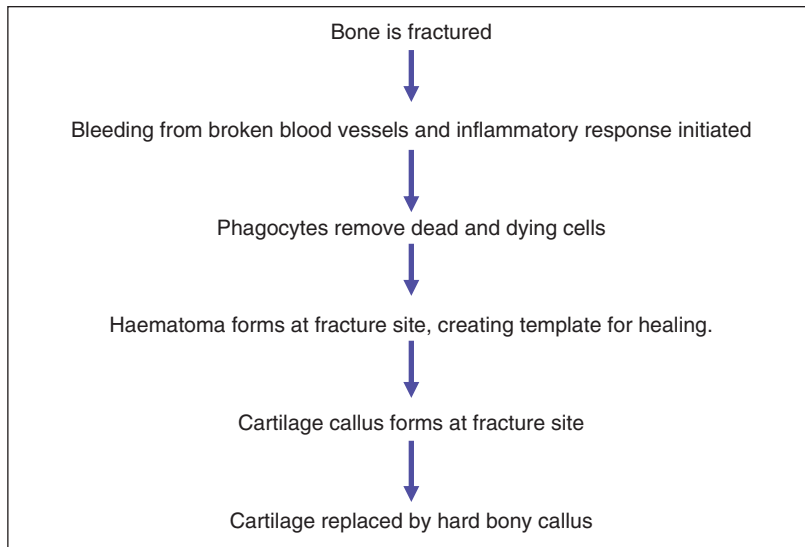 Bone is fractured
Bleeding from broken blood vessels and inflammatory response initiated
Phagocytes remove dead and dying cells
Haematoma forms at fracture site, creating template for healing.
Cartilage callus forms at fracture site
Cartilage replaced by hard bony callus